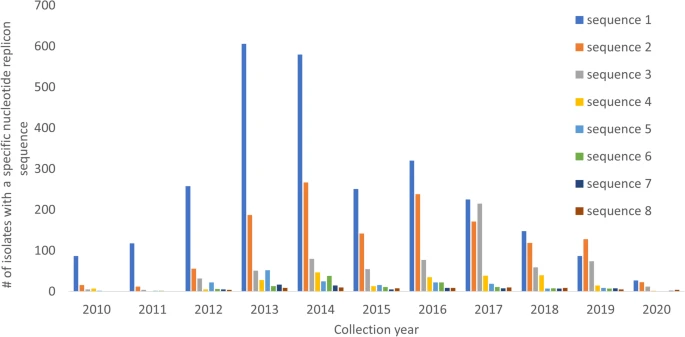 700
600
500
400
300
200
100
0
# of isolates with a specific nucleotide replicon
sequence
2010 2011 2012 2013 2014 2015 2016 2017 2018 2019 2020
Collection year
sequence 1
sequence 2
sequence 3
sequence 4
sequence 5
sequence 6
sequence 7
sequence 8